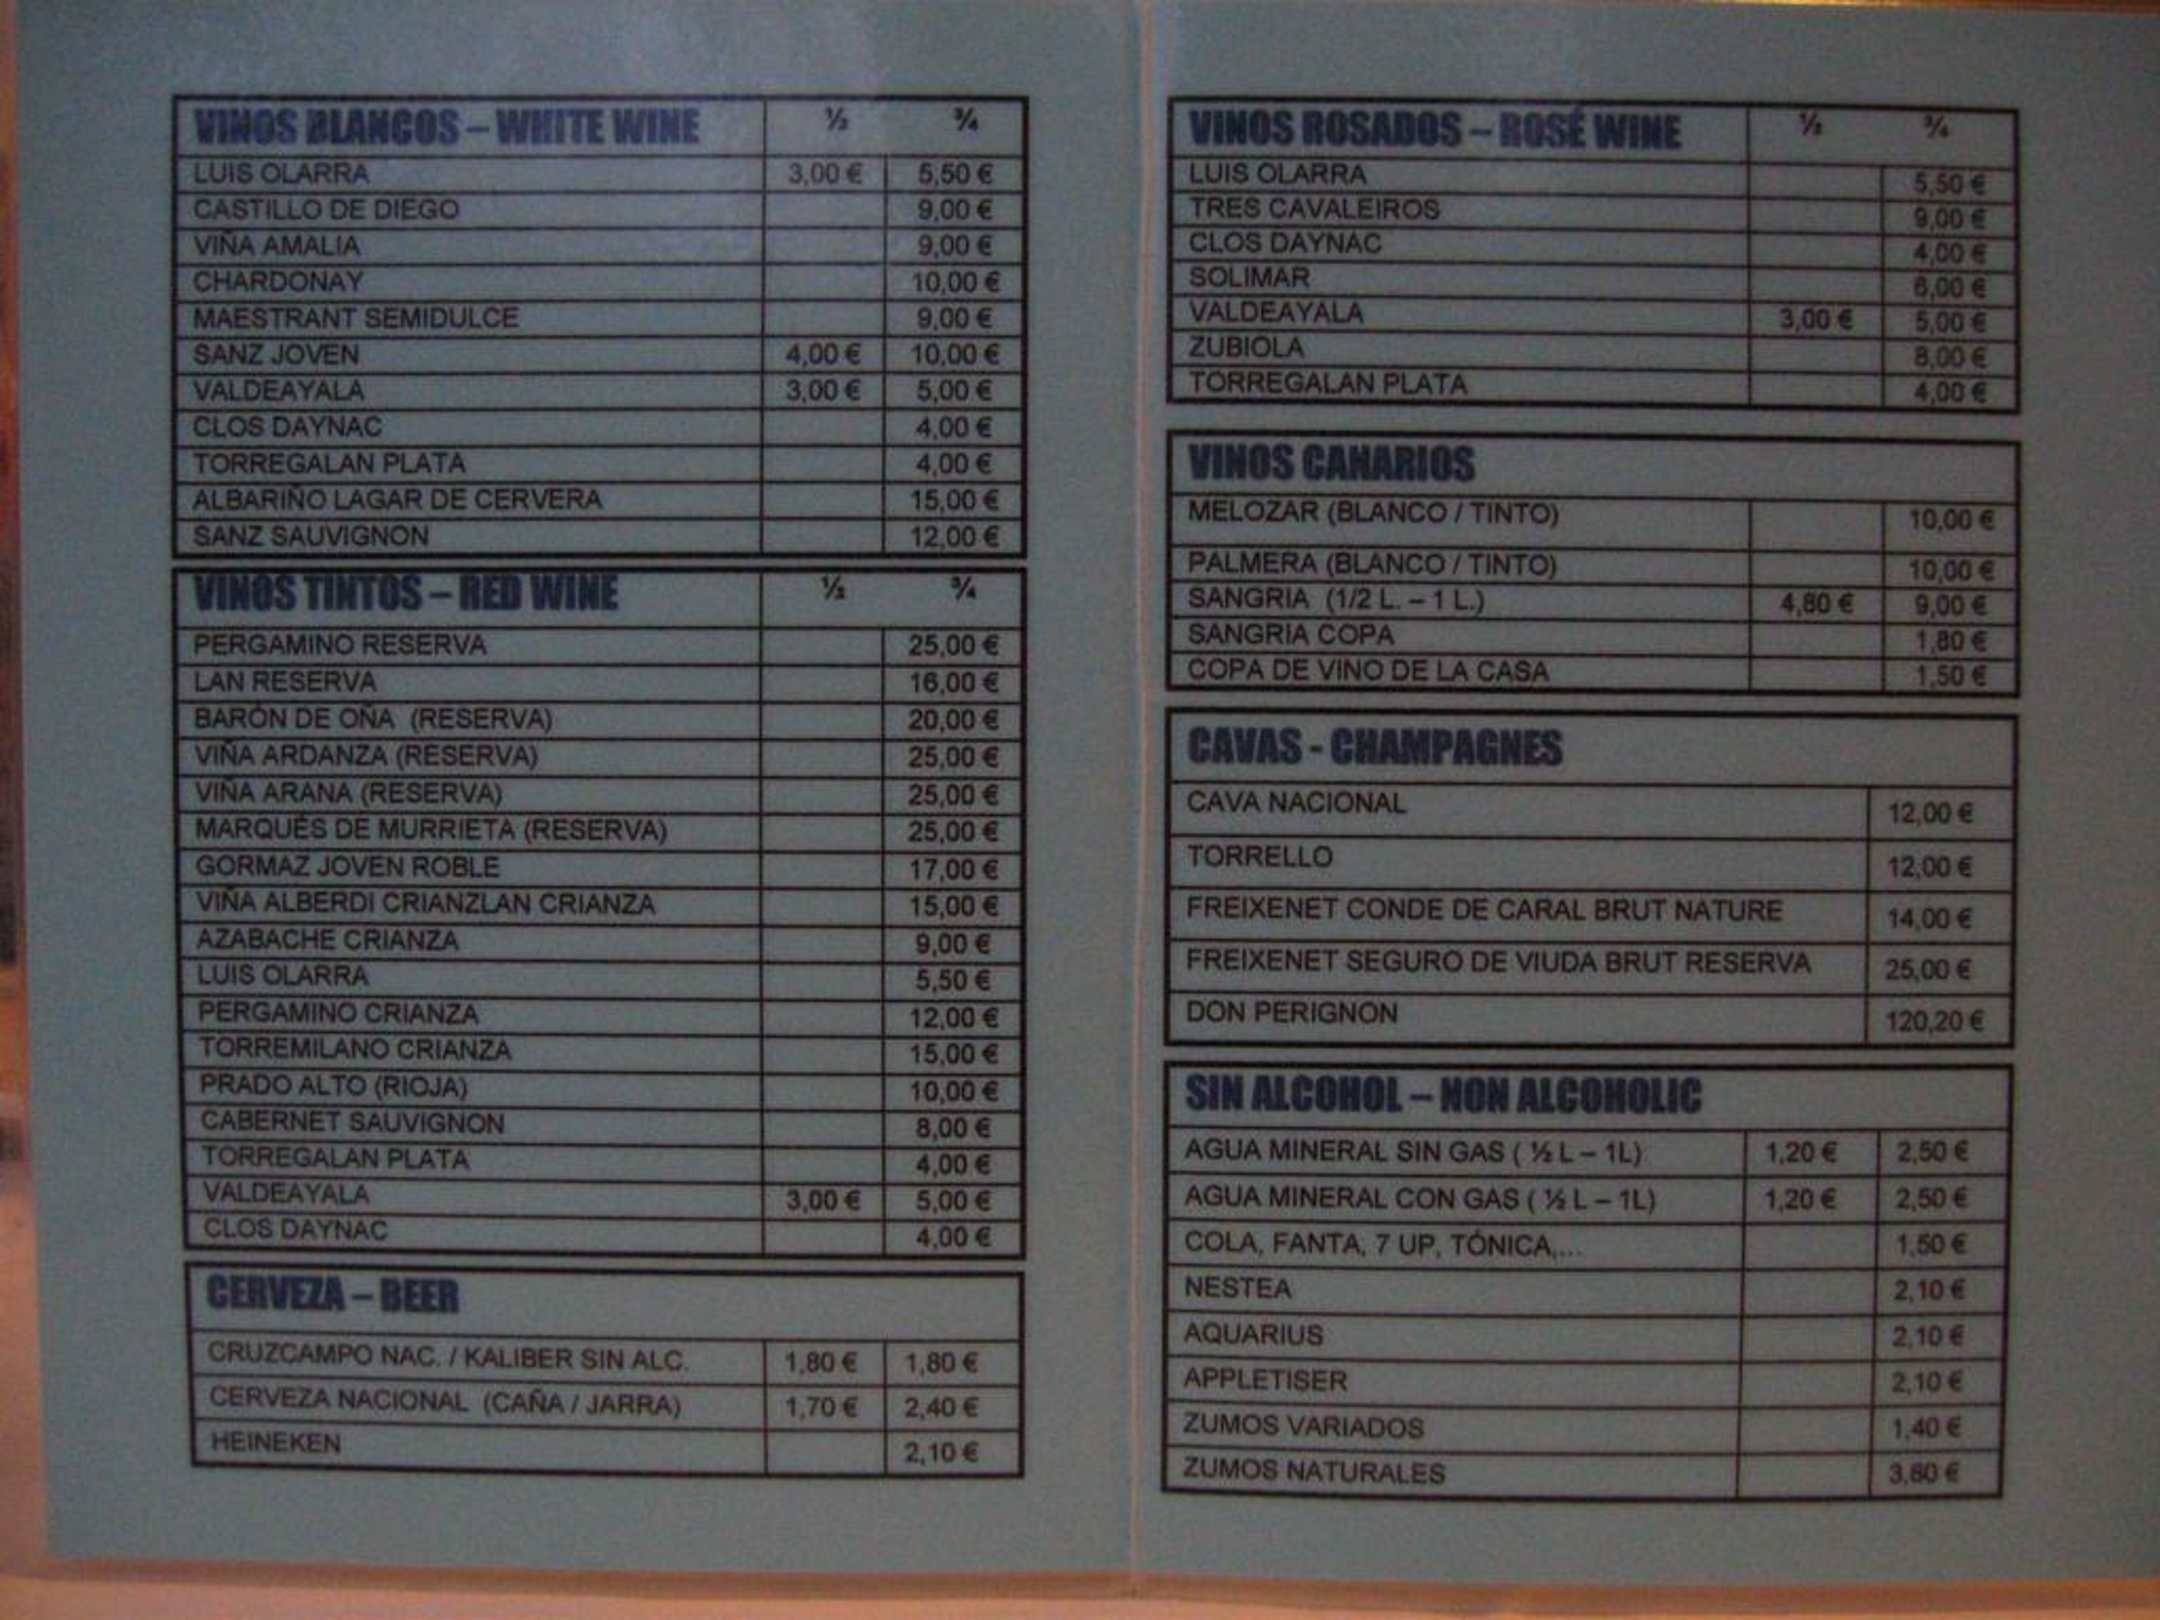 VINOS BLANCOS – WHITE WINE ½ ¾
LUIS OLARRA 3,00 € 5,50 €
CASTILLO DE DIEGO 9,00 €
VIÑA AMALIA 9,00 €
CHARDONAY 10,00 €
MAESTRANT SEMIDULCE 9,00 €
SANZ JOVEN 4,00 € 10,00 €
VALDEAYALA 3,00 € 5,00 €
CLOS DAYNAC 4,00 €
TORREGALAN PLATA 4,00 €
ALBARIÑO LAGAR DE CERVERA 15,00 €
SANZ SAUVIGNON 12,00 €
VINOS TINTOS – RED WINE ½ ¾
PERGAMINO RESERVA 25,00 €
LAN RESERVA 16,00 €
BARÓN DE OÑA (RESERVA) 20,00 €
VIÑA ARDANZA (RESERVA) 25,00 €
VIÑA ARANA (RESERVA) 25,00 €
MARQUÉS DE MURRIETA (RESERVA) 25,00 €
GORMAZ JOVEN ROBLE 17,00 €
VIÑA ALBERDI CRIANZLAN CRIANZA 15,00 €
AZABACHE CRIANZA 9,00 €
LUIS OLARRA 5,50 €
PERGAMINO CRIANZA 12,00 €
TORREMILANO CRIANZA 15,00 €
PRADO ALTO (RIOJA) 10,00 €
CABERNET SAUVIGNON 8,00 €
TORREGALAN PLATA 4,00 €
VALDEAYALA 3,00 € 5,00 €
CLOS DAYNAC 4,00 €
CERVEZA – BEER
CRUZCAMPO NAC. / KALIBER SIN ALC. 1,80 € 1,80 €
CERVEZA NACIONAL (CAÑA / JARRA) 1,70 € 2,40 €
HEINEKEN 2,10 €
VINOS ROSADOS – ROSÉ WINE ½ ¾
LUIS OLARRA 5,50 €
TRES CAVALEIROS 9,00 €
CLOS DAYNAC 4,00 €
SOLIMAR 6,00 €
VALDEAYALA 3,00 € 5,00 €
ZUBIOLA 8,00 €
TORREGALAN PLATA 4,00 €
VINOS CANARIOS
MELOZAR (BLANCO / TINTO) 10,00 €
PALMERA (BLANCO / TINTO) 10,00 €
SANGRIA (1/2 L. – 1 L.) 4,80 € 9,00 €
SANGRÍA COPA 1,80 €
COPA DE VINO DE LA CASA 1,50 €
CAVAS - CHAMPAGNES
CAVA NACIONAL 12,00 €
TORRELLO 12,00 €
FREIXENET CONDE DE CARAL BRUT NATURE 14,00 €
FREIXENET SEGURO DE VIUDA BRUT RESERVA 25,00 €
DON PERIGNON 120,20 €
SIN ALCOHOL – NON ALCOHOLIC
AGUA MINERAL SIN GAS ( ½ L – 1L) 1,20 € 2,50 €
AGUA MINERAL CON GAS ( ½ L – 1L) 1,20 € 2,50 €
COLA, FANTA, 7 UP, TÓNICA,... 1,50 €
NESTEA 2,10 €
AQUARIUS 2,10 €
APPLETISER 2,10 €
ZUMOS VARIADOS 1,40 €
ZUMOS NATURALES 3,80 €